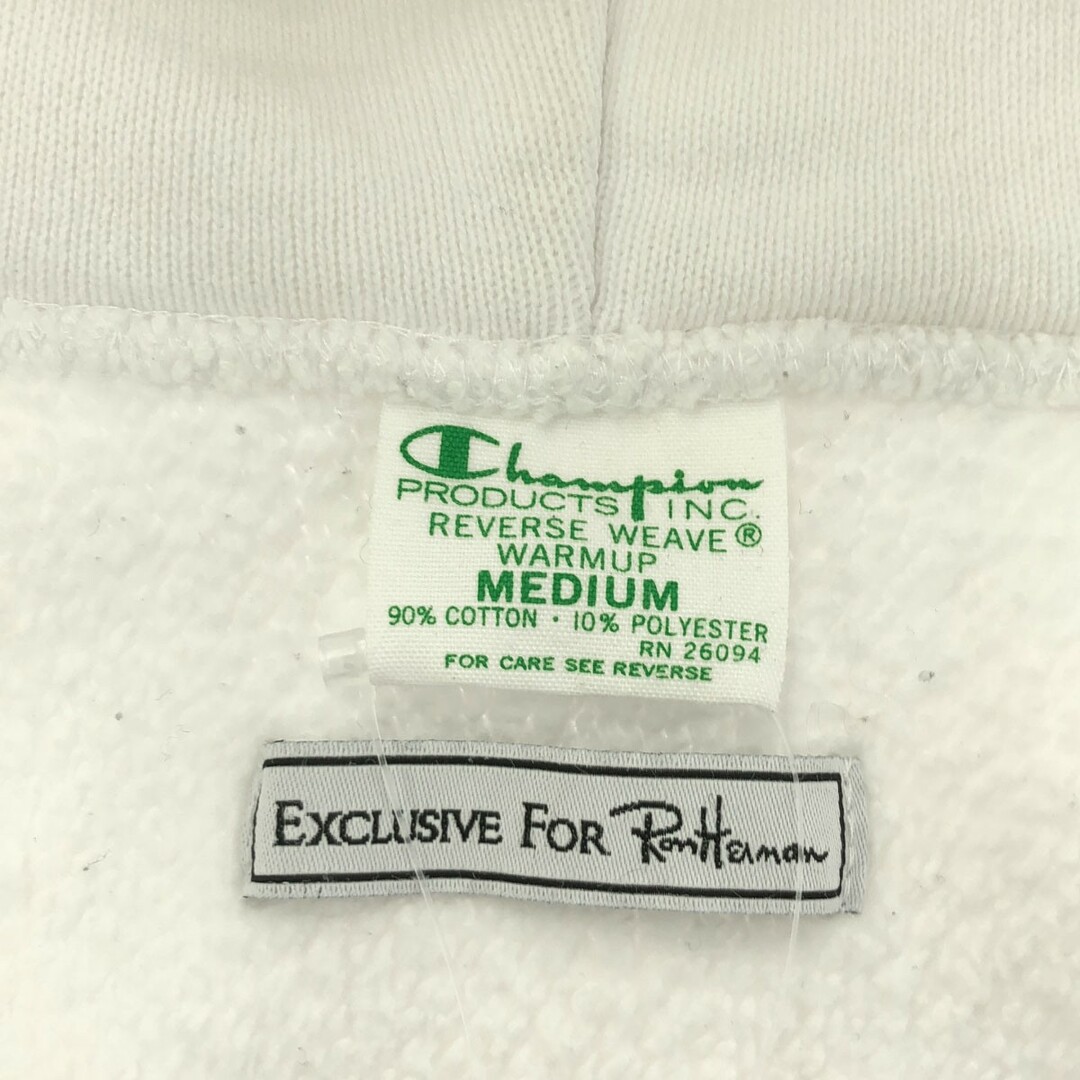 Champion
PRODUCTS INC.
REVERSE WEAVE®
WARMUP
MEDIUM
90% COTTON · 10% POLYESTER
RN 26094
FOR CARE SEE REVERSE
EXCLUSIVE FOR Ron Herman